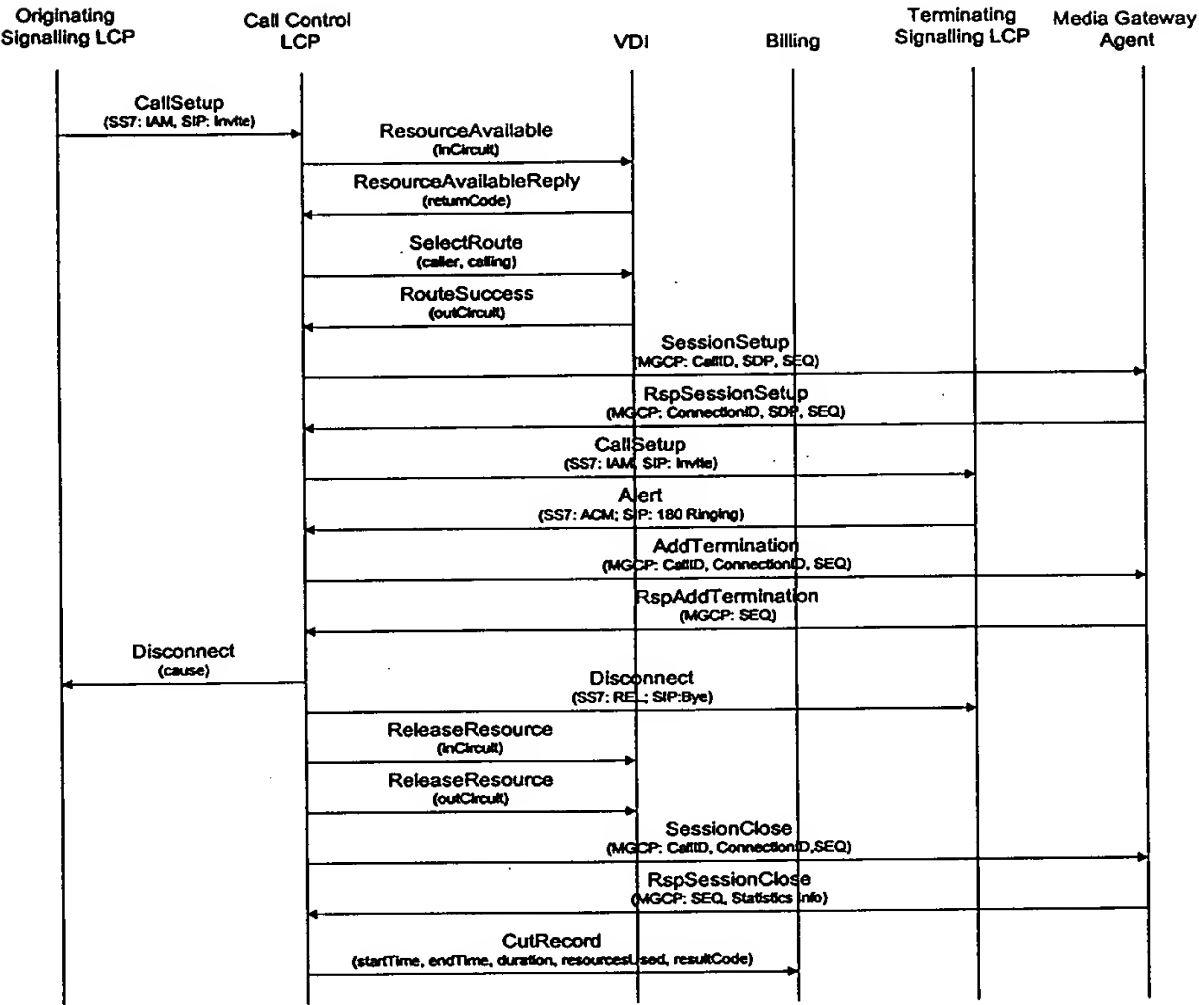 Originating
Signalling LCP
Call Control
LCP
VDI
Billing
Terminating
Signalling LCP
Media Gateway
Agent
CallSetup
(SS7: IAM, SIP: Invite)
ResourceAvailable
(inCircuit)
ResourceAvailableReply
(returnCode)
SelectRoute
(caller, calling)
RouteSuccess
(outCircuit)
SessionSetup
(MGCP: CallID, SDP, SEQ)
RspSessionSetup
(MGCP: ConnectionID, SDP, SEQ)
CallSetup
(SS7: IAM, SIP: Invite)
Alert
(SS7: ACM; SIP: 180 Ringing)
AddTermination
(MGCP: CallID, ConnectionID, SEQ)
RspAddTermination
(MGCP: SEQ)
Disconnect
(cause)
Disconnect
(SS7: REL; SIP:Bye)
ReleaseResource
(inCircuit)
ReleaseResource
(outCircuit)
SessionClose
(MGCP: CallID, ConnectionID,SEQ)
RspSessionClose
(MGCP: SEQ, Statistics Info)
CutRecord
(startTime, endTime, duration, resourcesUsed, resultCode)